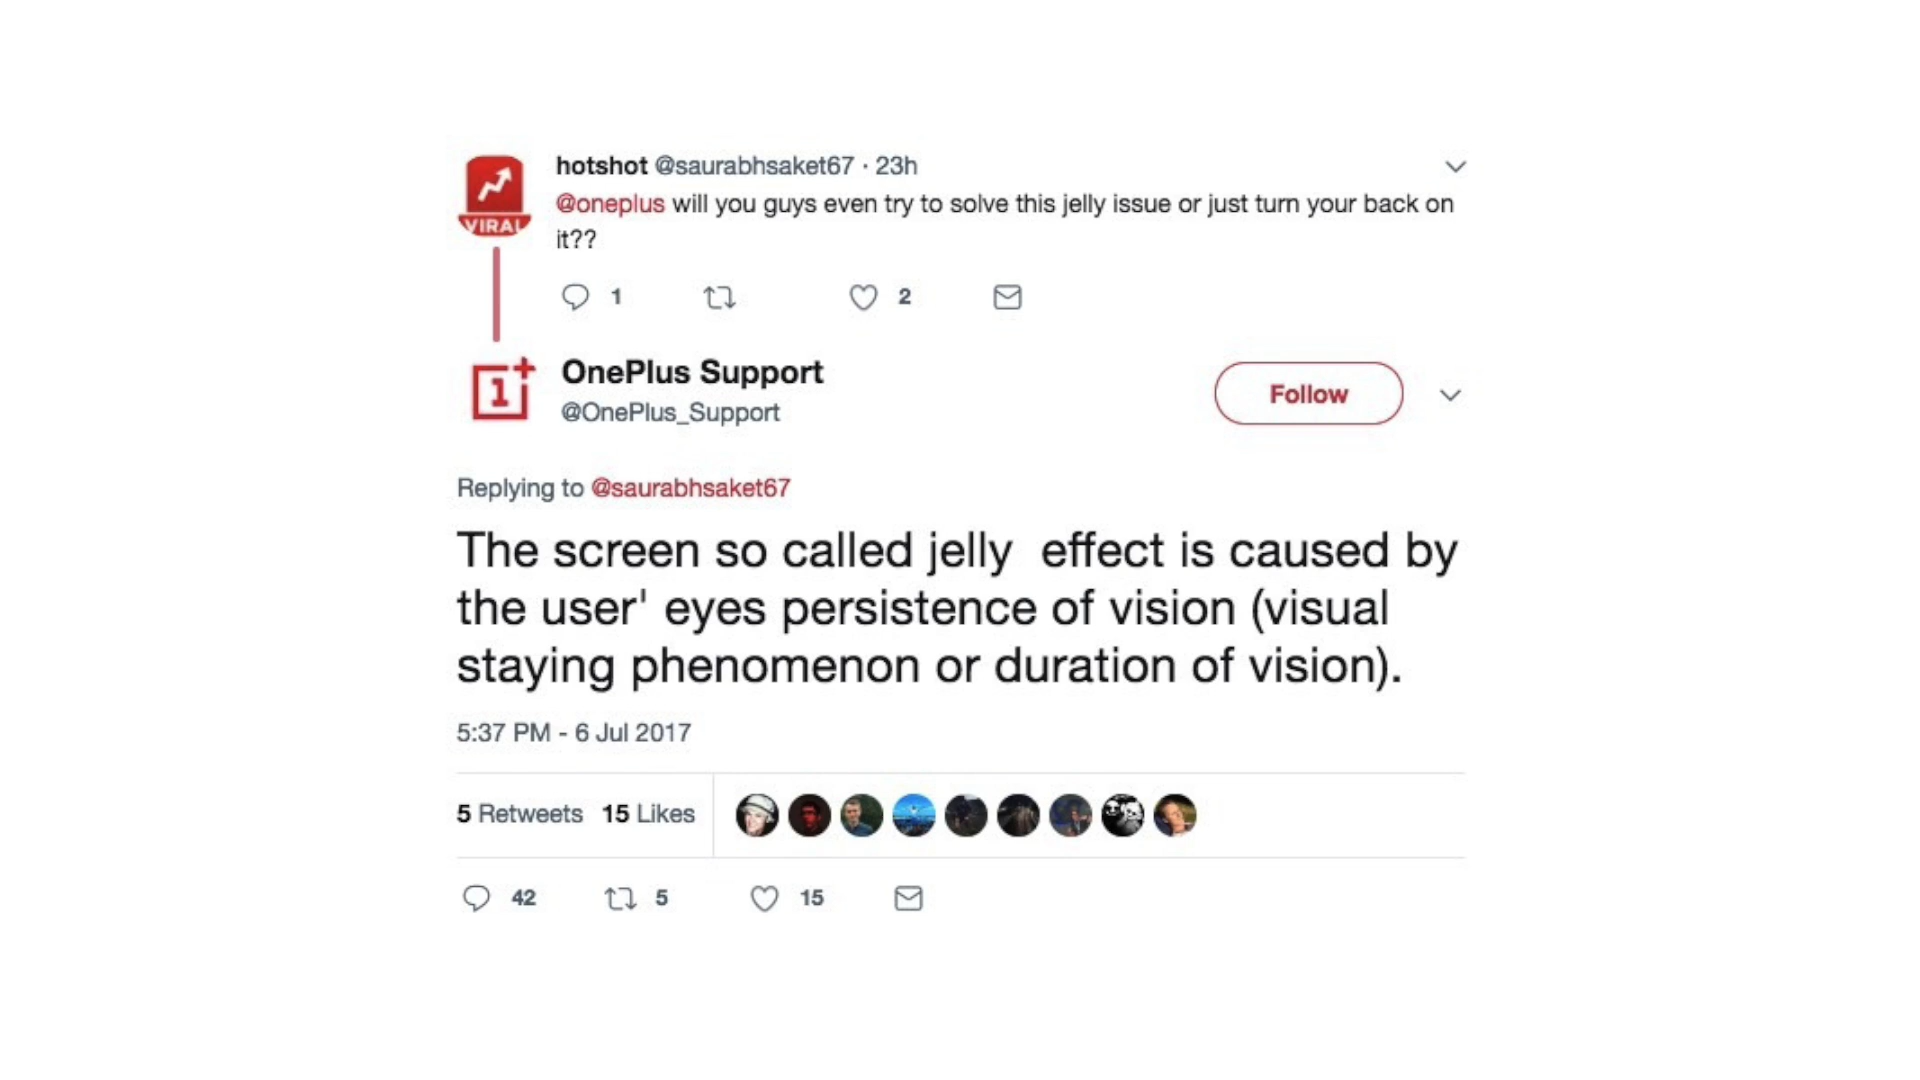 hotshot @saurabhsaket67 · 23h
@oneplus will you guys even try to solve this jelly issue or just turn your back on
it??
VIRAL
1 2
OnePlus Support
@OnePlus_Support
Follow
Replying to @saurabhsaket67
The screen so called jelly  effect is caused by
the user' eyes persistence of vision (visual
staying phenomenon or duration of vision).
5:37 PM - 6 Jul 2017
5 Retweets 15 Likes
42 5 15